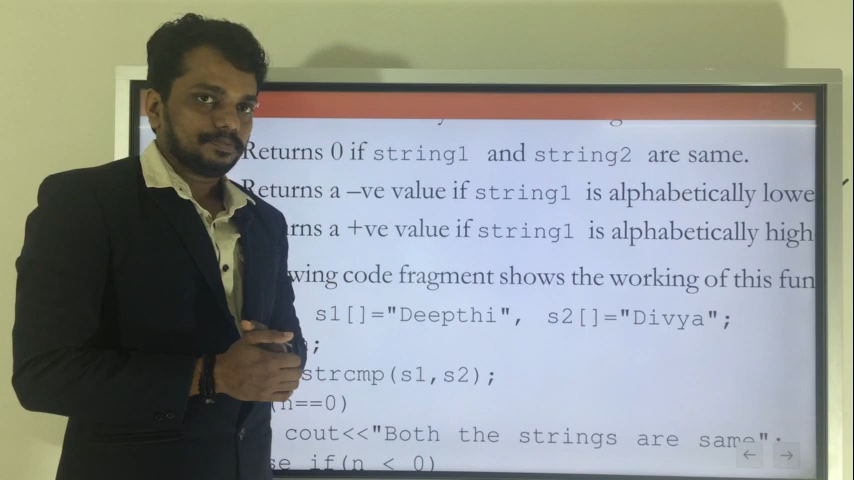 Returns 0 if string1 and string2 are same.
Returns a –ve value if string1 is alphabetically lowe
rns a +ve value if string1 is alphabetically high
wing code fragment shows the working of this fun
s1[]="Deepthi", s2[]="Divya";
;
strcmp(s1,s2);
(n==0)
cout<<"Both the strings are same";
se if(n < 0)